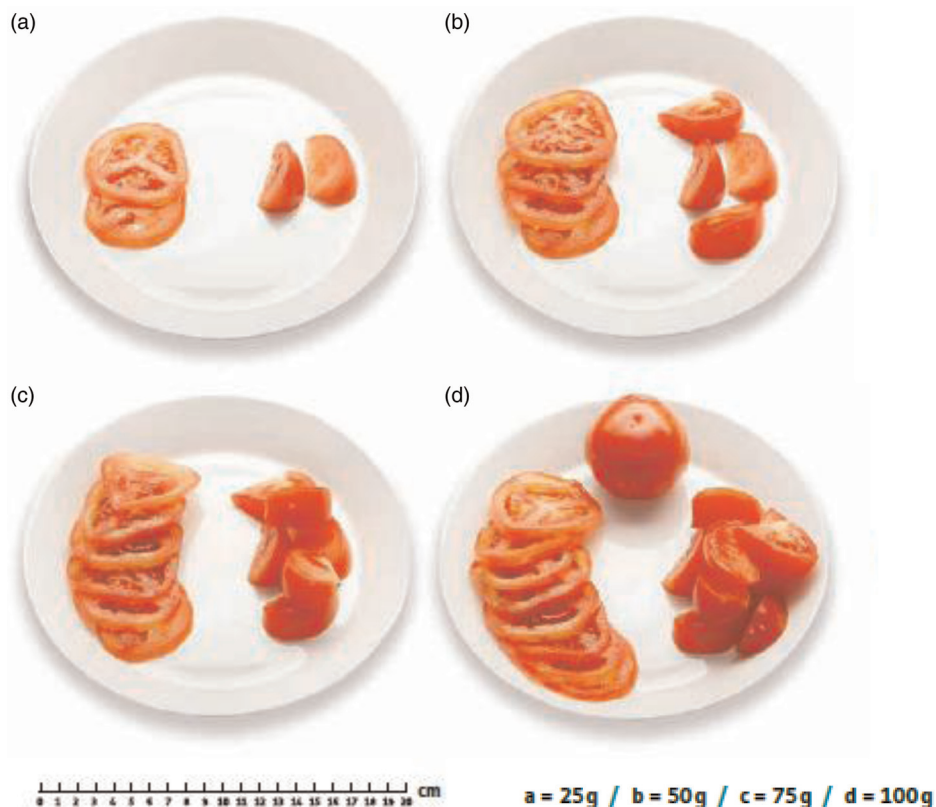 (a)
(b)
(c)
(d)
0 1 2 3 4 5 6 7 8 9 10 11 12 13 14 15 16 17 18 19 20 cm
a = 25g / b = 50g / c = 75g / d = 100g